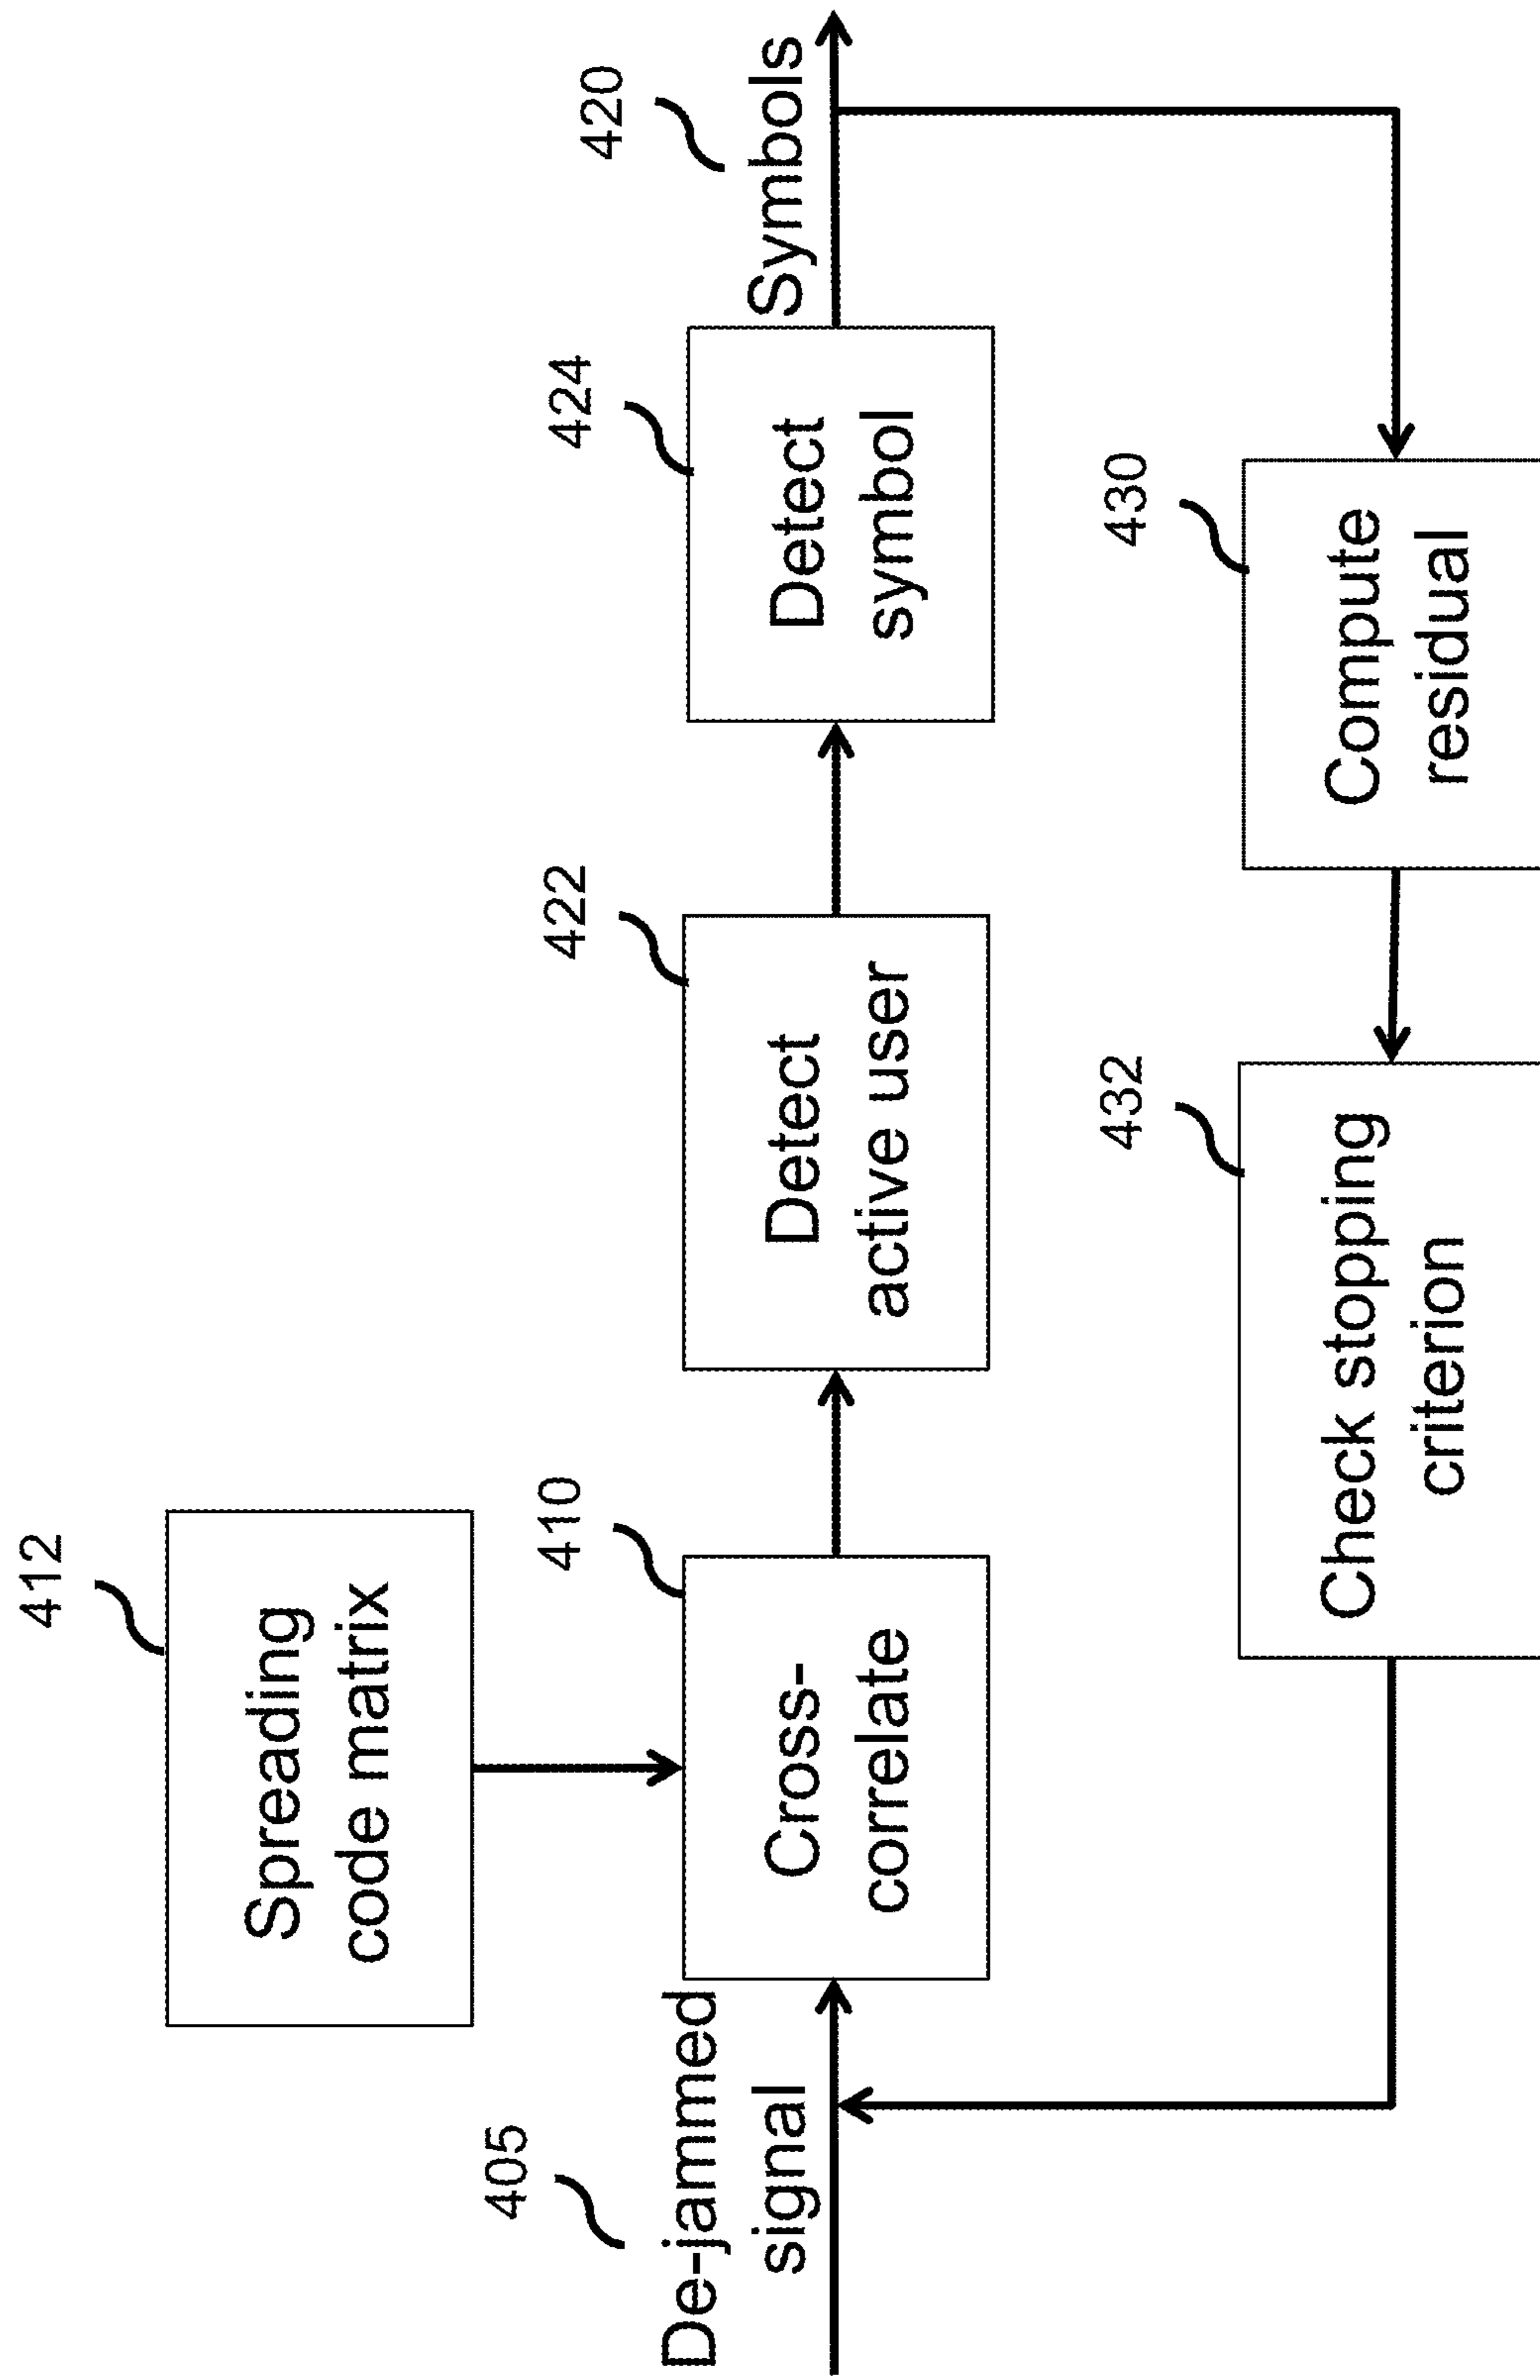 412
Spreading
code matrix
405
De-jammed
signal
410
Cross-
correlate
422
Detect
active user
424
Detect
symbol
420
Symbols
432
Check stopping
criterion
430
Compute
residual